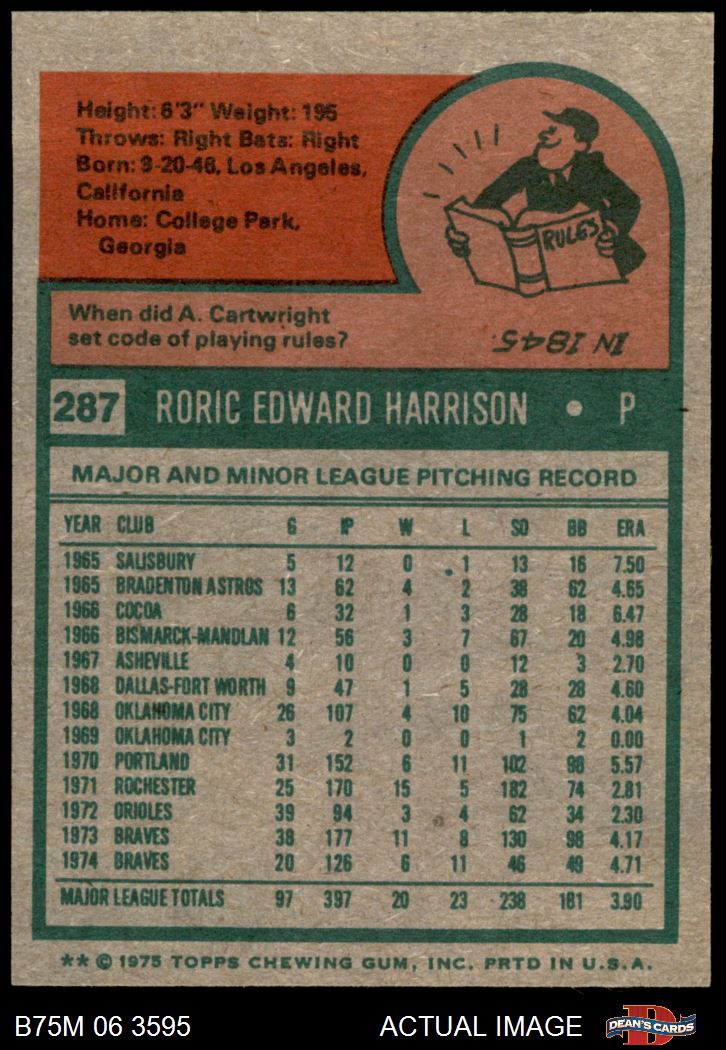 Height: 6'3" Weight: 195
Throws: Right Bats: Right
Born: 9-20-46, Los Angeles,
California
Home: College Park,
Georgia
RULES
When did A. Cartwright
set code of playing rules?
IN 1845.
287 RORIC EDWARD HARRISON • P
MAJOR AND MINOR LEAGUE PITCHING RECORD
YEAR CLUB G IP W L SO BB ERA
1965 SALISBURY 5 12 0 1 13 16 7.50
1965 BRADENTON ASTROS 13 62 4 2 38 62 4.65
1966 COCOA 6 32 1 3 28 18 6.47
1966 BISMARCK-MANDLAN 12 56 3 7 67 20 4.98
1967 ASHEVILLE 4 10 0 0 12 3 2.70
1968 DALLAS-FORT WORTH 9 47 1 5 28 28 4.60
1968 OKLAHOMA CITY 26 107 4 10 75 62 4.04
1969 OKLAHOMA CITY 3 2 0 0 1 2 0.00
1970 PORTLAND 31 152 6 11 102 98 5.57
1971 ROCHESTER 25 170 15 5 182 74 2.81
1972 ORIOLES 39 94 3 4 62 34 2.30
1973 BRAVES 38 177 11 8 130 98 4.17
1974 BRAVES 20 126 6 11 46 49 4.71
MAJOR LEAGUE TOTALS 97 397 20 23 238 181 3.90
** © 1975 TOPPS CHEWING GUM, INC. PRTD IN U.S.A.
B75M 06 3595 ACTUAL IMAGE DEAN'S CARDS